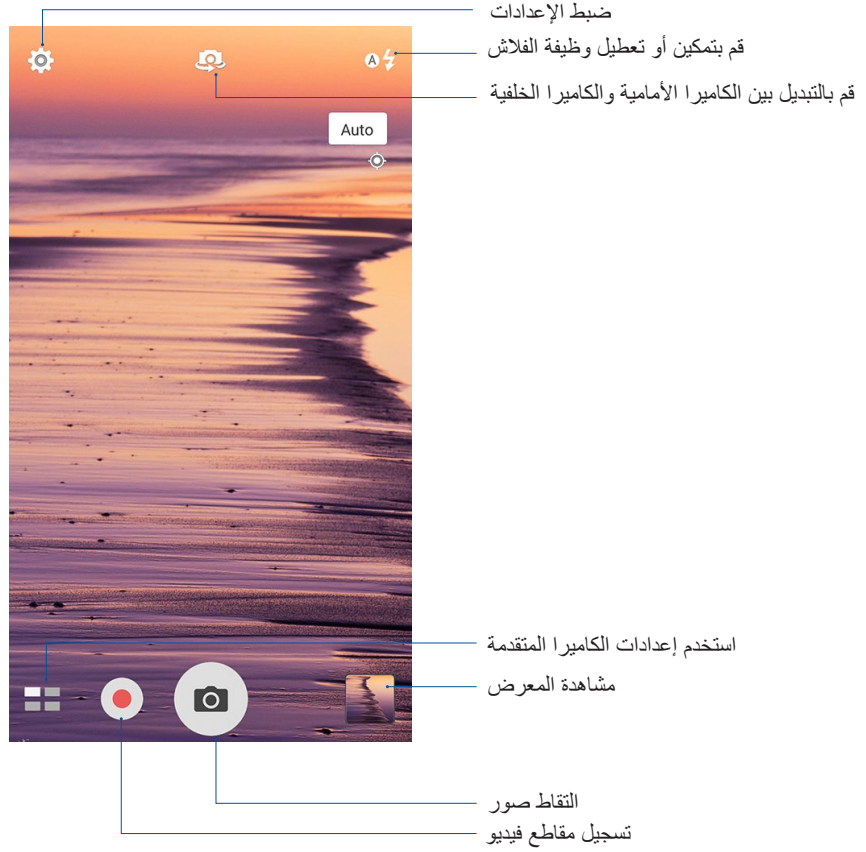 ضبط الإعدادات
قم بتمكين أو تعطيل وظيفة الفلاش
قم بالتبديل بين الكاميرا الأمامية والكاميرا الخلفية
A
Auto
استخدم إعدادات الكاميرا المتقدمة
مشاهدة المعرض
التقاط صور
تسجيل مقاطع فيديو